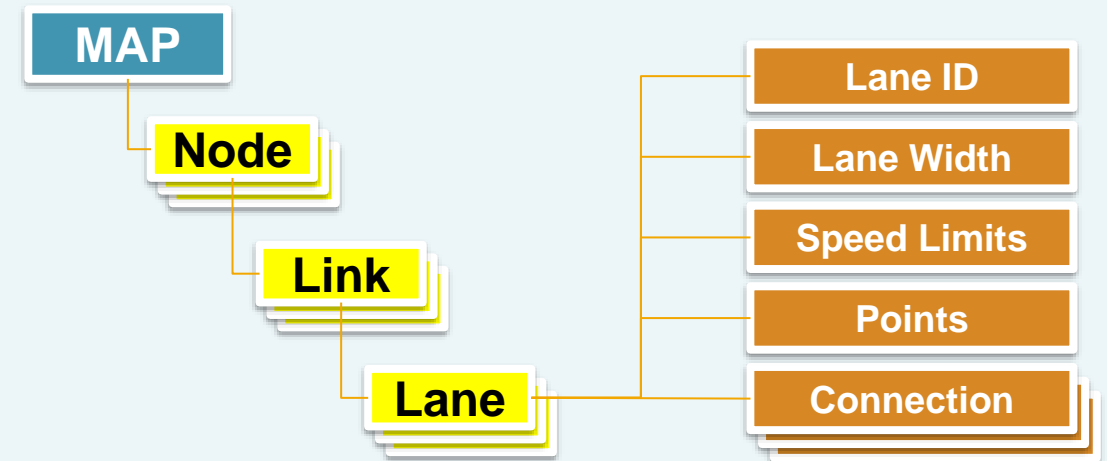 MAP
Node
Link
Lane
Lane ID
Lane Width
Speed Limits
Points
Connection